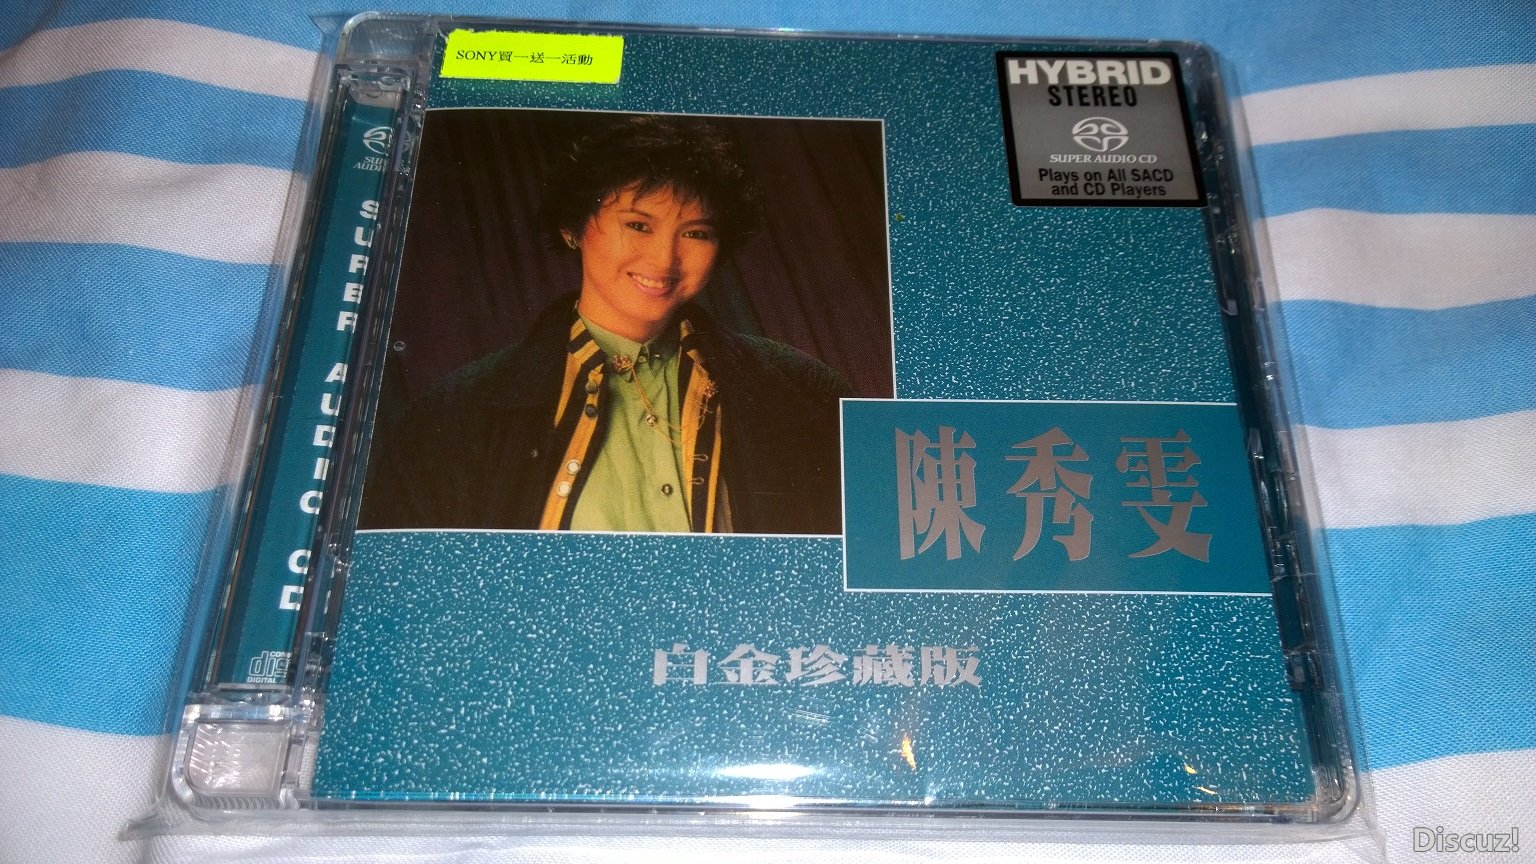 SONY買一送一活動
HYBRID
STEREO
SUPER AUDIO CD
Plays on All SACD
and CD Players
SUPER AUDIO CD
陳秀雯
白金珍藏版
DIGITAL
Discuz!